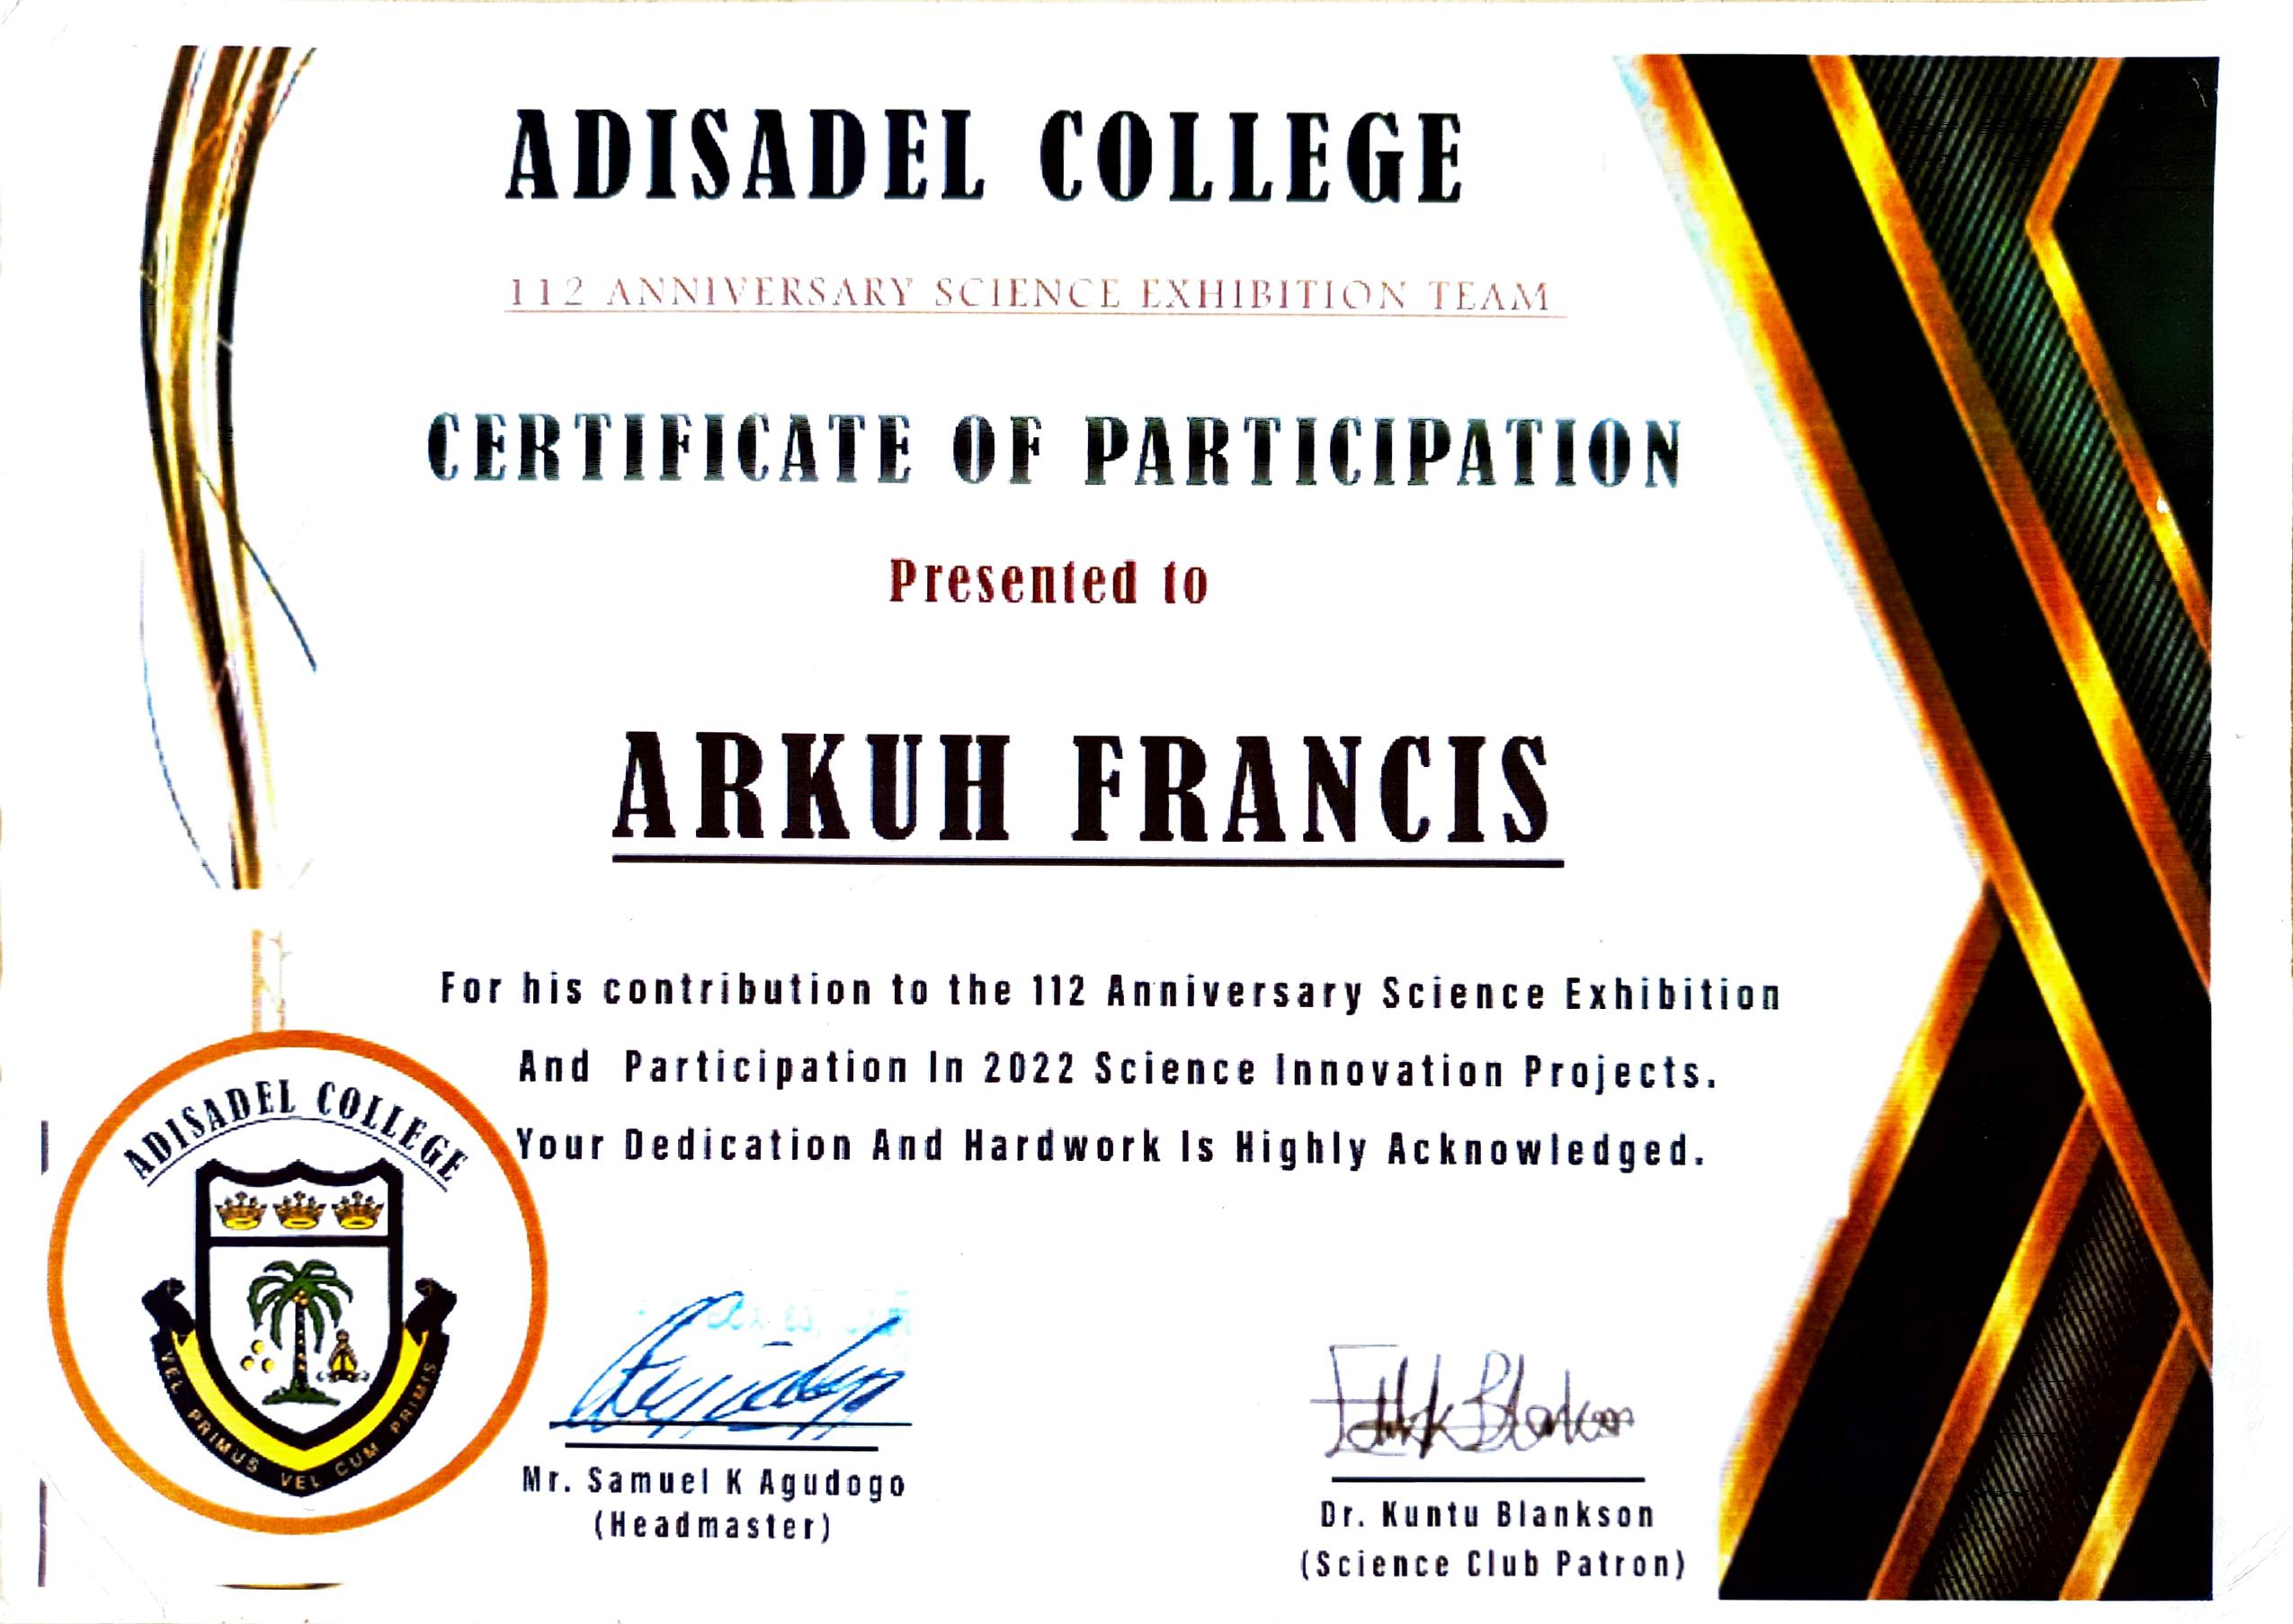 ADISADEL COLLEGE
112 ANNIVERSARY SCIENCE EXHIBITION TEAM
CERTIFICATE OF PARTICIPATION
Presented to
ARKUH FRANCIS
For his contribution to the 112 Anniversary Science Exhibition
And Participation In 2022 Science Innovation Projects.
Your Dedication And Hardwork Is Highly Acknowledged.
ADISADEL COLLEGE
VEL PRIMUS VEL CUM PRIMIS
Mr. Samuel K Agudogo
(Headmaster)
Blankson
Dr. Kuntu Blankson
(Science Club Patron)